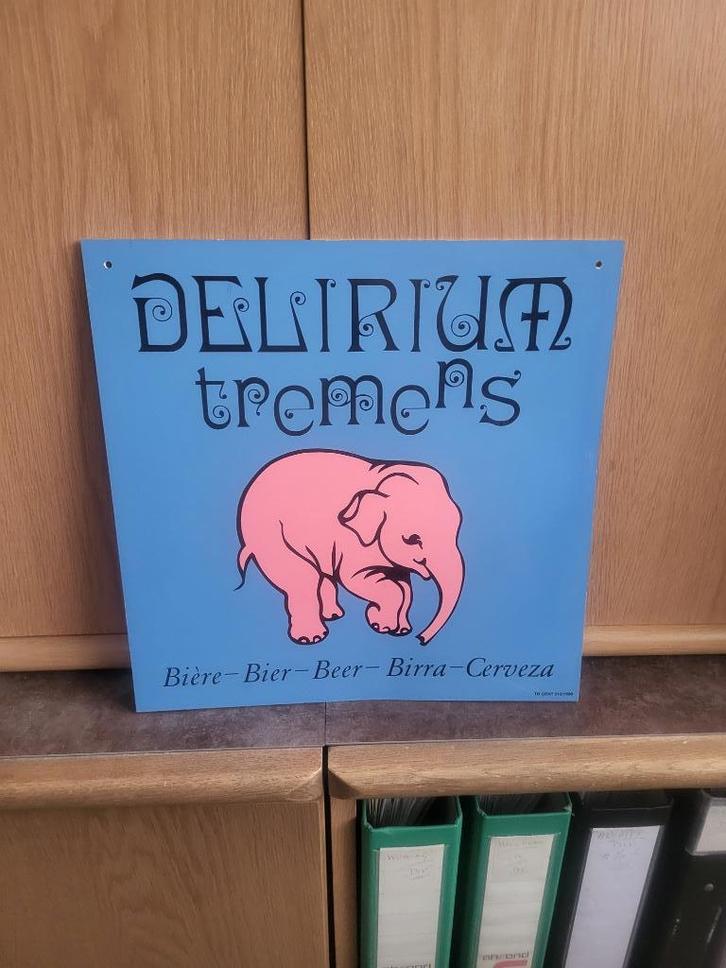 DELIRIUM
tremens
Bière – Bier – Beer – Birra – Cerveza